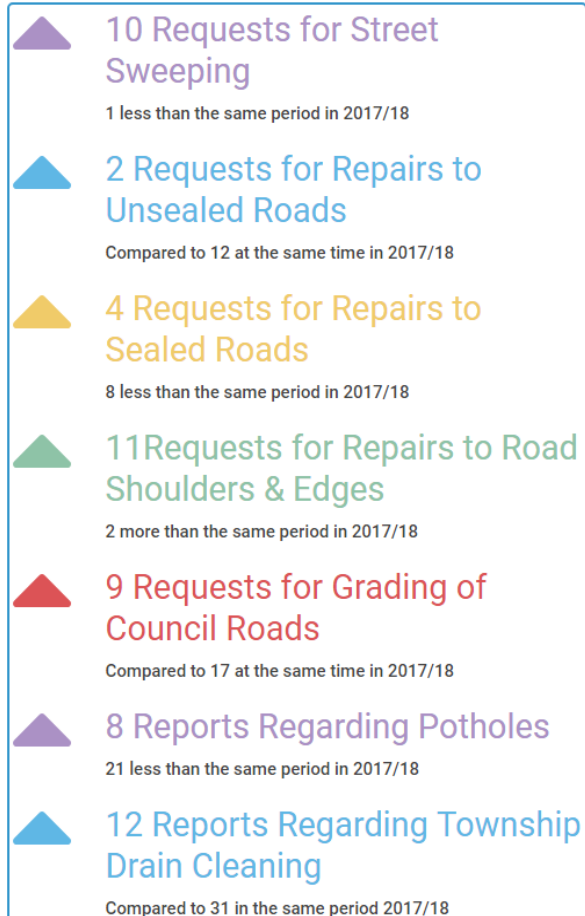 10 Requests for Street
Sweeping
1 less than the same period in 2017/18
2 Requests for Repairs to
Unsealed Roads
Compared to 12 at the same time in 2017/18
4 Requests for Repairs to
Sealed Roads
8 less than the same period in 2017/18
11Requests for Repairs to Road
Shoulders & Edges
2 more than the same period in 2017/18
9 Requests for Grading of
Council Roads
Compared to 17 at the same time in 2017/18
8 Reports Regarding Potholes
21 less than the same period in 2017/18
12 Reports Regarding Township
Drain Cleaning
Compared to 31 in the same period 2017/18